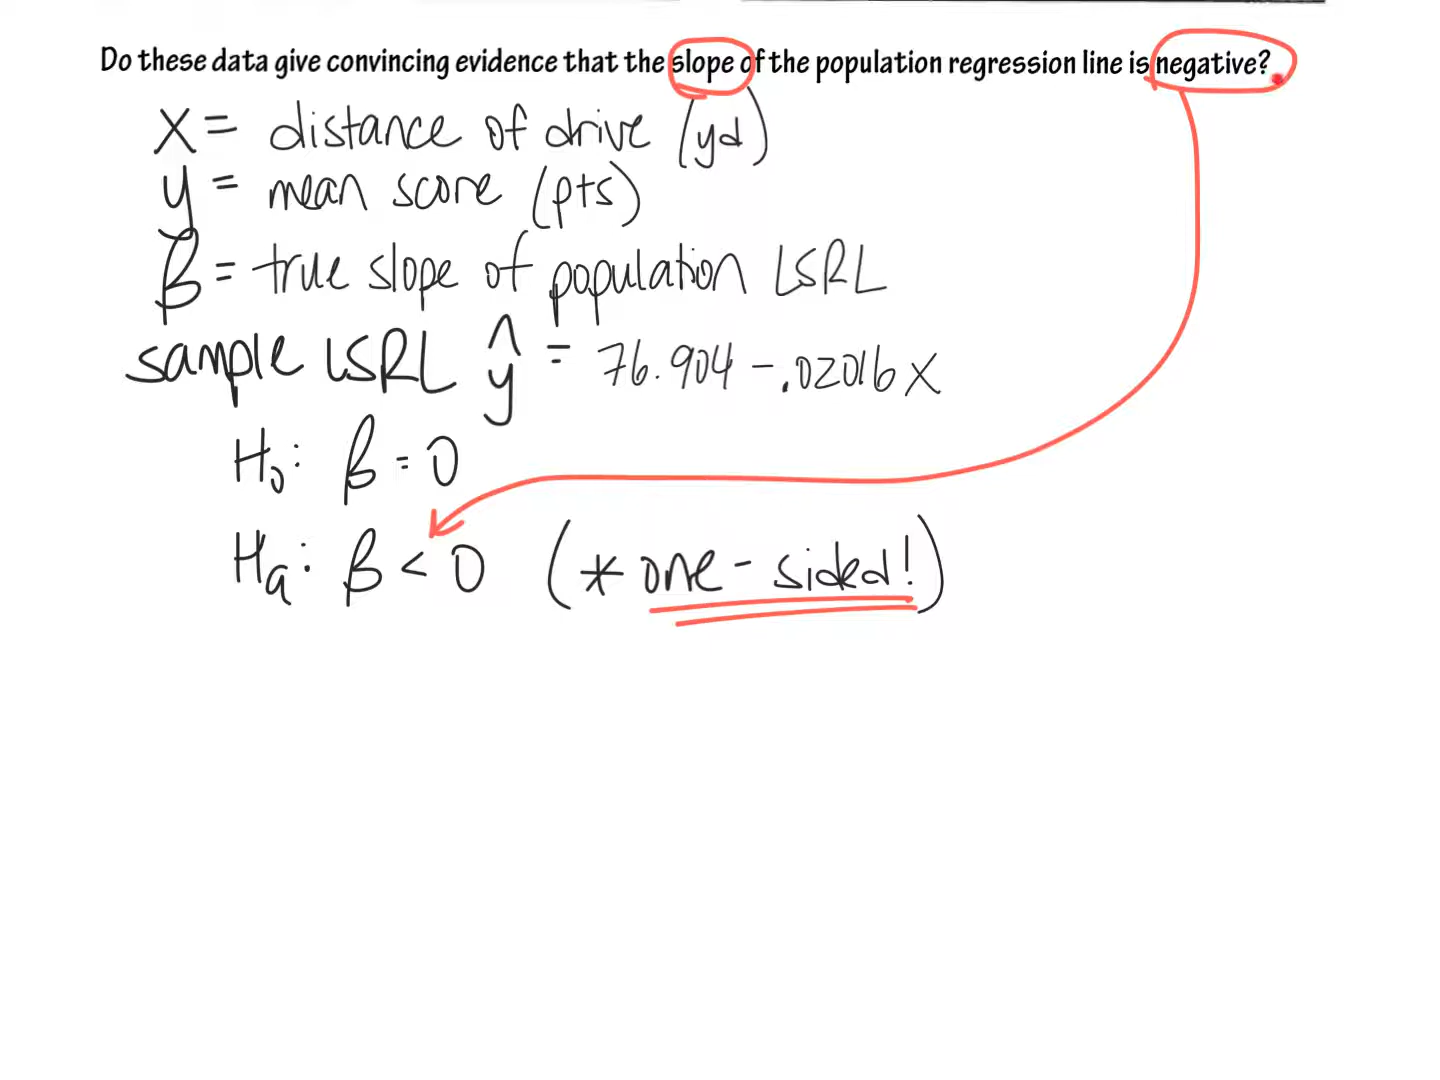 Do these data give convincing evidence that the slope of the population regression line is negative?
x = distance of drive (yd)
y = mean score (pts)
β = true slope of population LSRL
sample LSRL ŷ = 76.904 - .02016x
H₀: β = 0
Hₐ: β < 0 (* one-sided!)